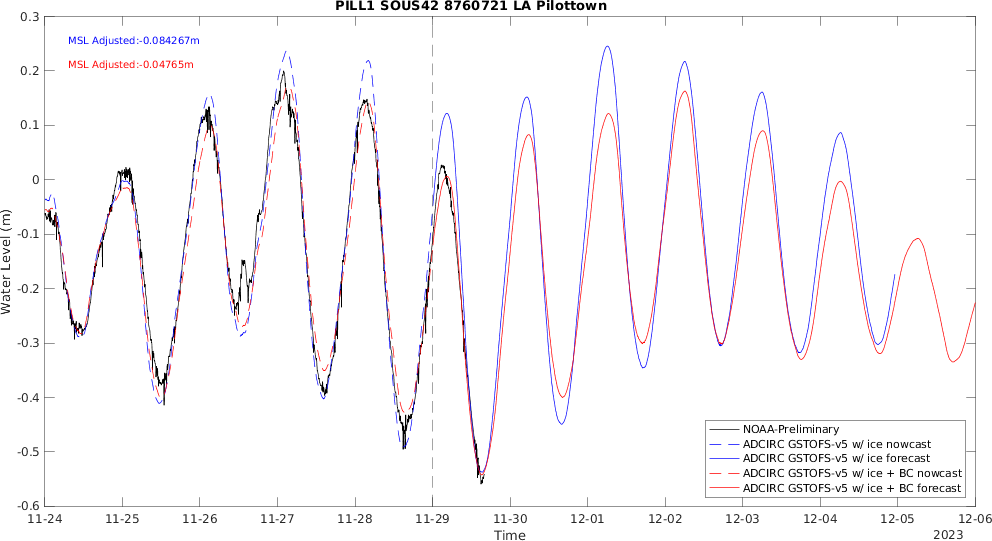 PILL1 SOUS42 8760721 LA Pilottown
MSL Adjusted:-0.084267m
MSL Adjusted:-0.04765m
0.3
0.2
0.1
0
-0.1
-0.2
-0.3
-0.4
-0.5
-0.6
Water Level (m)
NOAA-Preliminary
ADCIRC GSTOFS-v5 w/ ice nowcast
ADCIRC GSTOFS-v5 w/ ice forecast
ADCIRC GSTOFS-v5 w/ ice + BC nowcast
ADCIRC GSTOFS-v5 w/ ice + BC forecast
11-24 11-25 11-26 11-27 11-28 11-29 11-30 12-01 12-02 12-03 12-04 12-05 12-06
Time
2023